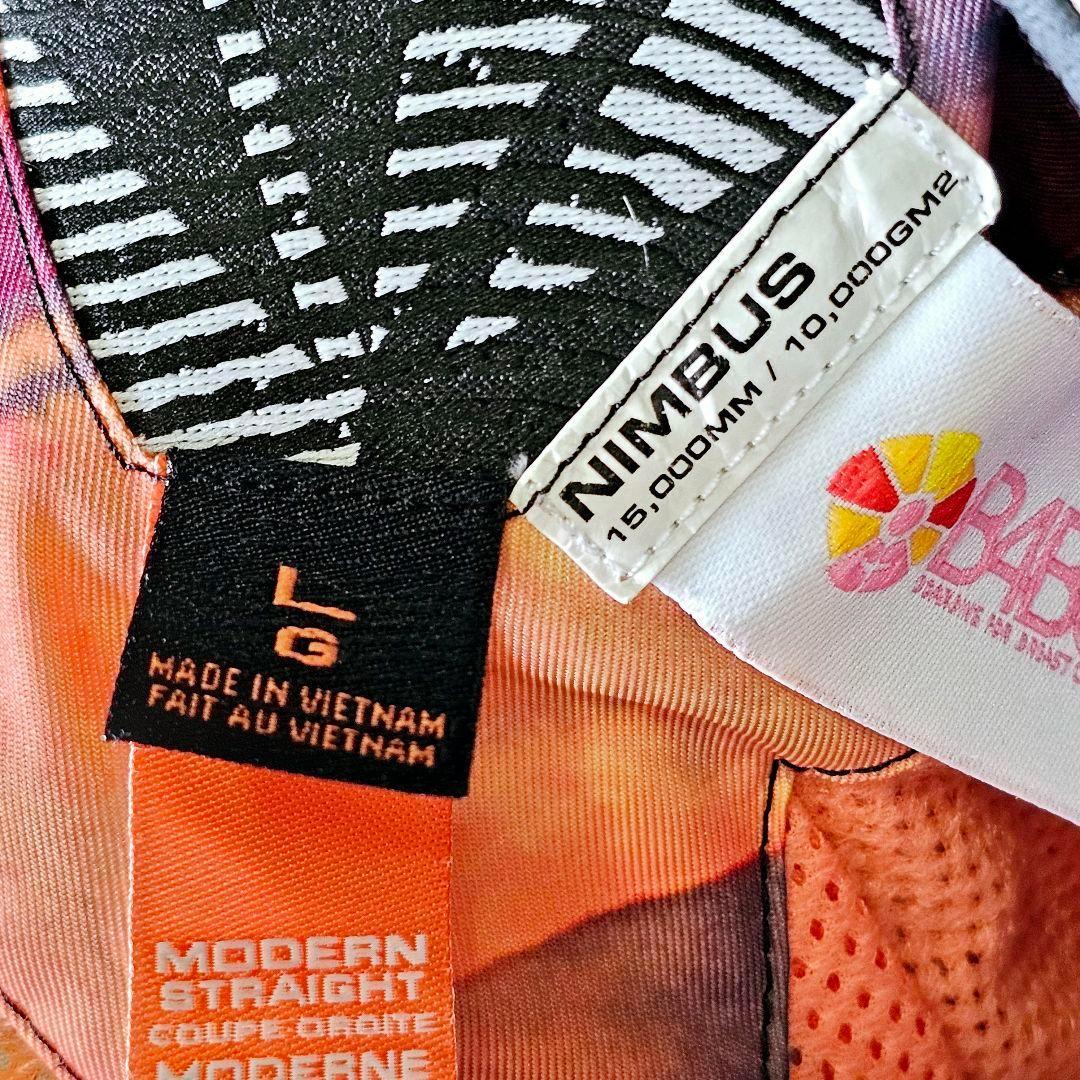 NIMBUS
15,000MM / 10,000GM2
B4B
L
G
MADE IN VIETNAM
FAIT AU VIETNAM
MODERN
STRAIGHT
COUPE DROITE
MODERNE